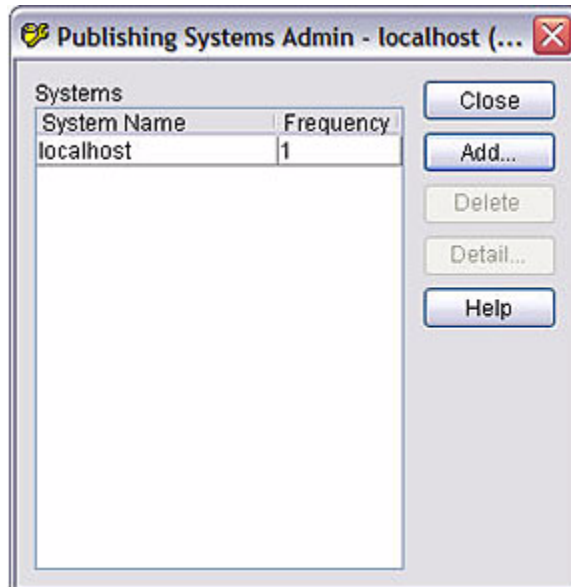 Publishing Systems Admin - localhost (...
Systems
System Name Frequency
localhost 1
Close
Add...
Delete
Detail...
Help